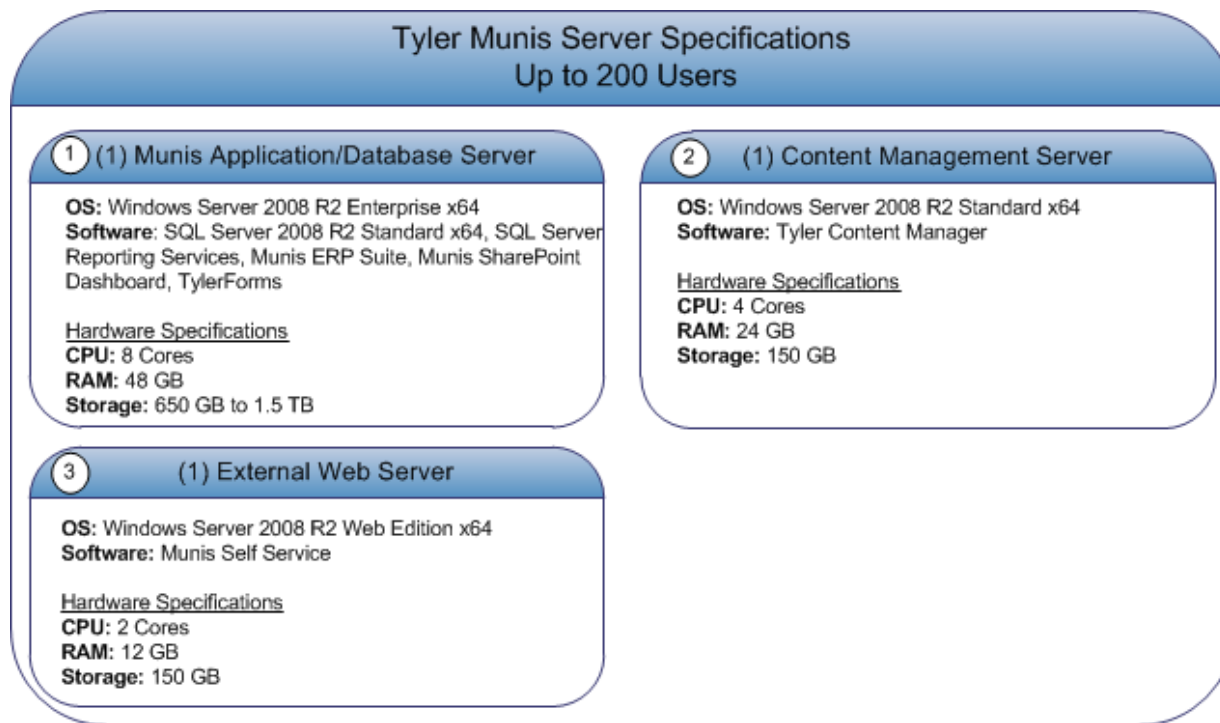 Tyler Munis Server Specifications
Up to 200 Users
1 (1) Munis Application/Database Server
OS: Windows Server 2008 R2 Enterprise x64
Software: SQL Server 2008 R2 Standard x64, SQL Server
Reporting Services, Munis ERP Suite, Munis SharePoint
Dashboard, TylerForms
Hardware Specifications
CPU: 8 Cores
RAM: 48 GB
Storage: 650 GB to 1.5 TB
2 (1) Content Management Server
OS: Windows Server 2008 R2 Standard x64
Software: Tyler Content Manager
Hardware Specifications
CPU: 4 Cores
RAM: 24 GB
Storage: 150 GB
3 (1) External Web Server
OS: Windows Server 2008 R2 Web Edition x64
Software: Munis Self Service
Hardware Specifications
CPU: 2 Cores
RAM: 12 GB
Storage: 150 GB